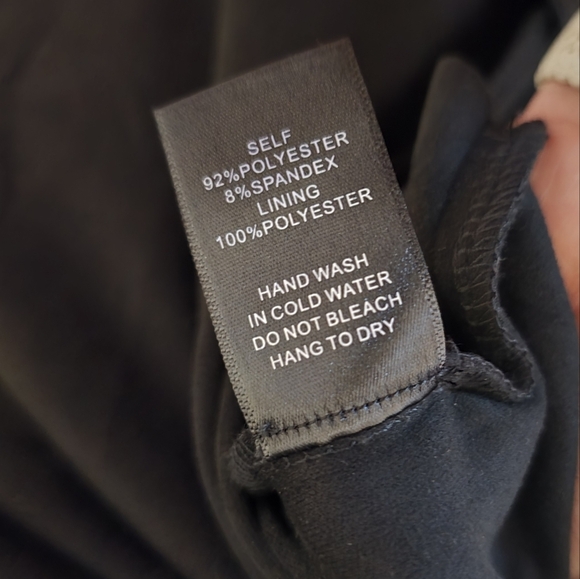 SELF
92%POLYESTER
8%SPANDEX
LINING
100%POLYESTER
HAND WASH
IN COLD WATER
DO NOT BLEACH
HANG TO DRY